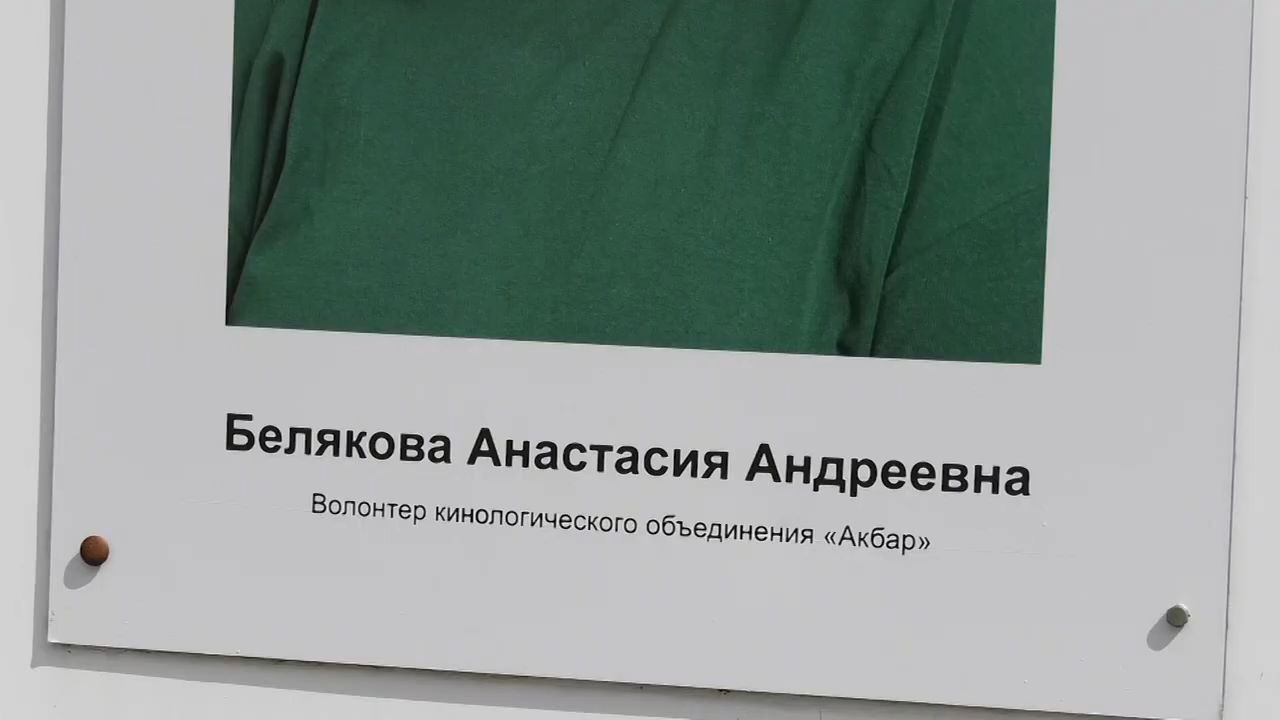 Белякова Анастасия Андреевна
Волонтер кинологического объединения «Акбар»